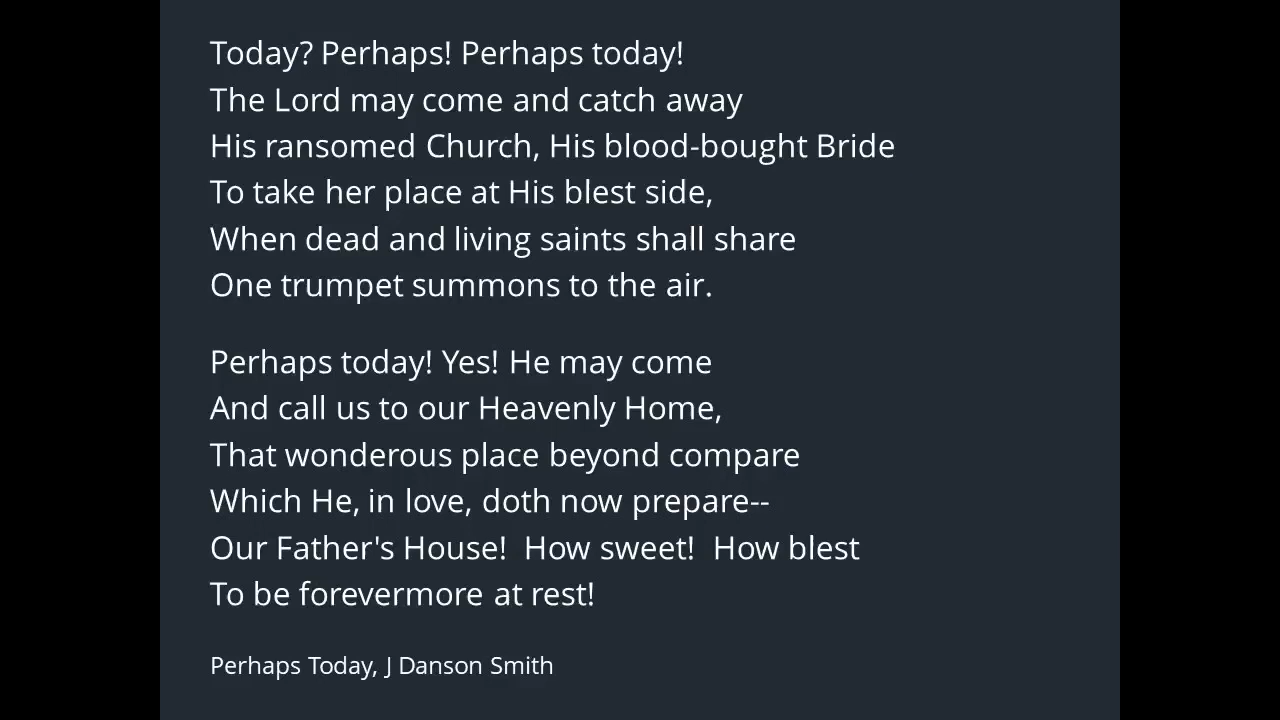 Today? Perhaps! Perhaps today!
The Lord may come and catch away
His ransomed Church, His blood-bought Bride
To take her place at His blest side,
When dead and living saints shall share
One trumpet summons to the air.
Perhaps today! Yes! He may come
And call us to our Heavenly Home,
That wonderous place beyond compare
Which He, in love, doth now prepare--
Our Father's House!  How sweet!  How blest
To be forevermore at rest!
Perhaps Today, J Danson Smith